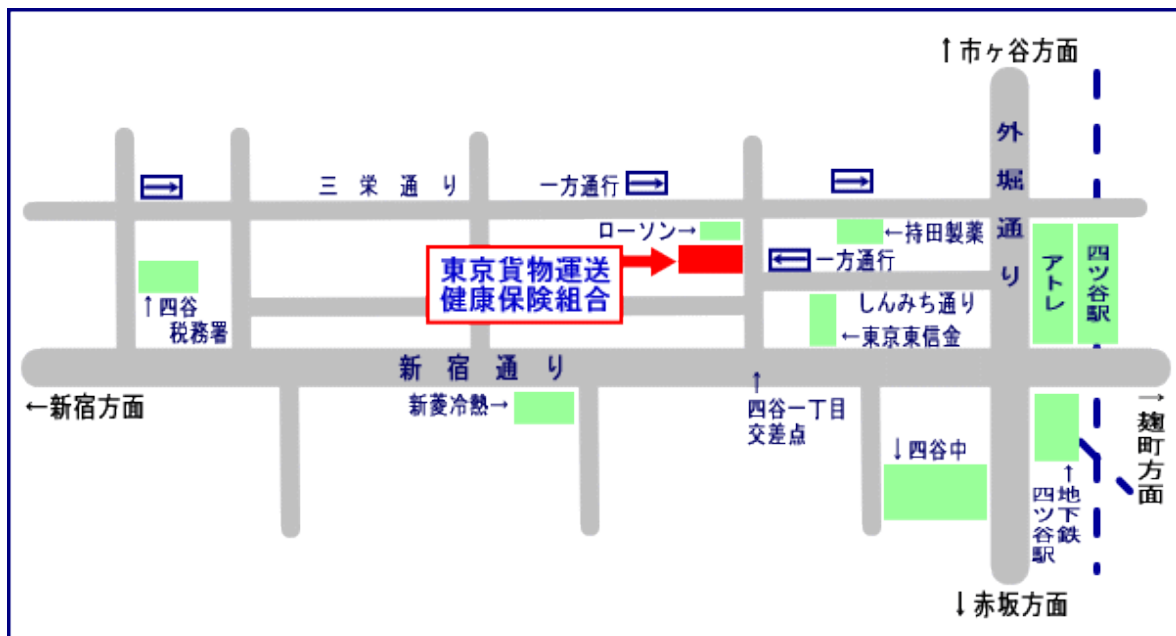 ↑市ヶ谷方面
外堀通り
三栄通り
一方通行
ローソン→
←持田製薬
東京貨物運送
健康保険組合
一方通行
アトレ
四ツ谷駅
↑四谷
税務署
しんみち通り
←東京東信金
新宿通り
←新宿方面
新菱冷熱→
↑
四谷一丁目
交差点
↓四谷中
→麹町方面
↑地下鉄
四ツ谷駅
↓赤坂方面